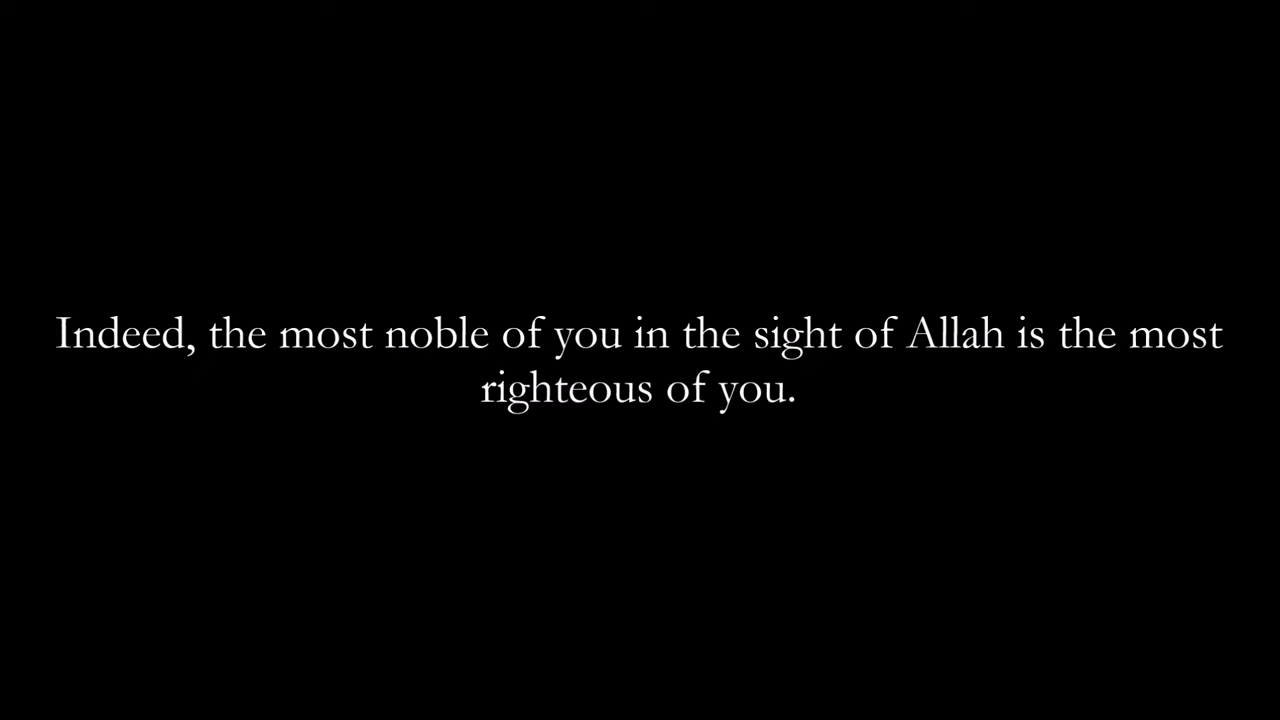 Indeed, the most noble of you in the sight of Allah is the most
righteous of you.